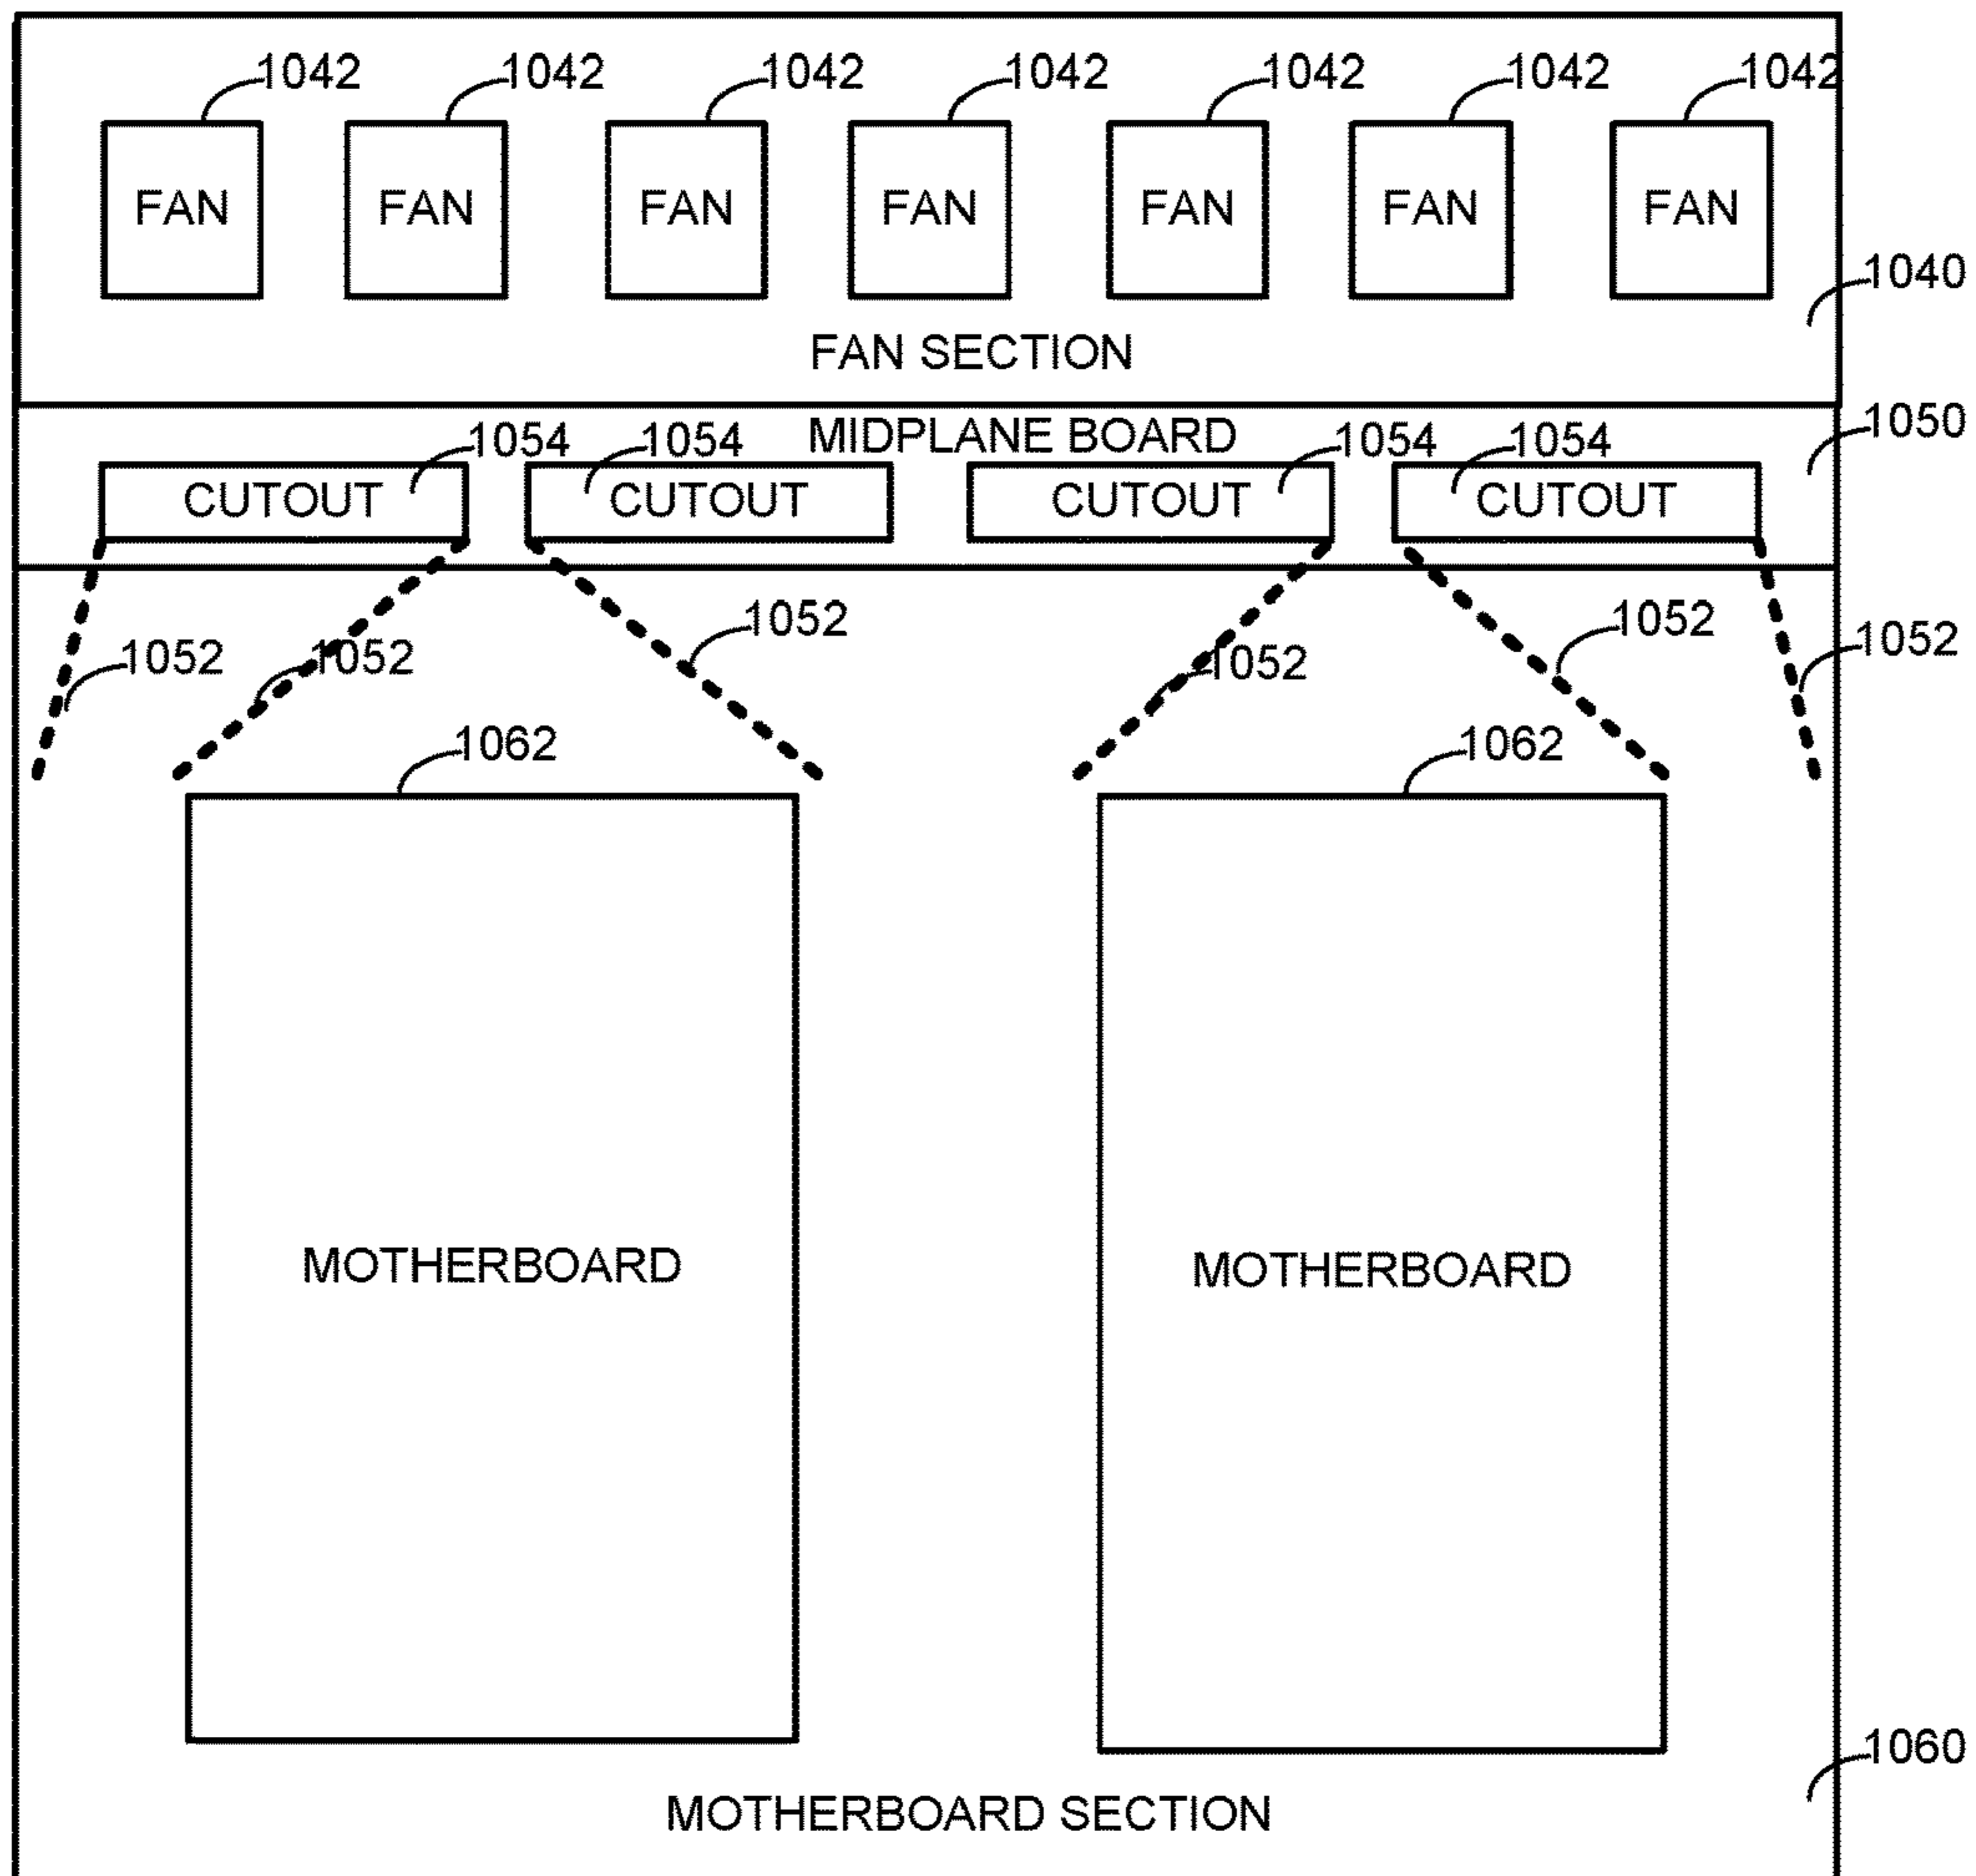 1042 1042 1042 1042 1042 1042 1042
FAN FAN FAN FAN FAN FAN FAN
1040
FAN SECTION
1050
MIDPLANE BOARD
1054 1054 1054 1054
CUTOUT CUTOUT CUTOUT CUTOUT
1052 1052 1052 1052 1052 1052
1062 1062
MOTHERBOARD MOTHERBOARD
1060
MOTHERBOARD SECTION